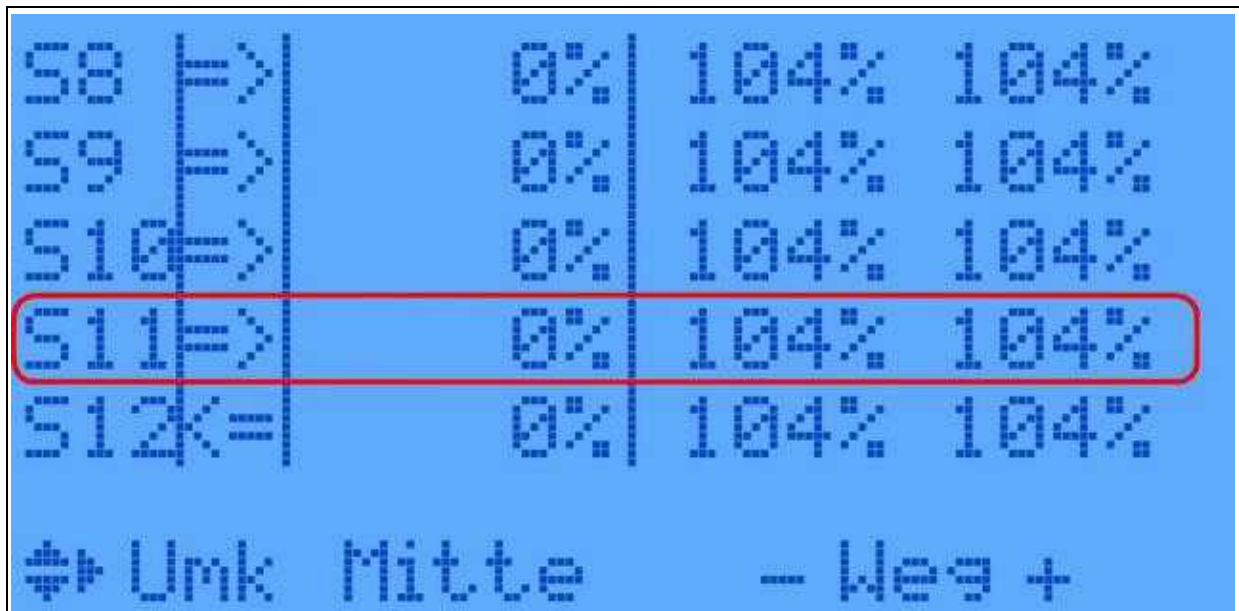 S8 => 0% 104% 104%
S9 => 0% 104% 104%
S10 => 0% 104% 104%
S11 => 0% 104% 104%
S12 <= 0% 104% 104%
Umk Mitte - Weg +